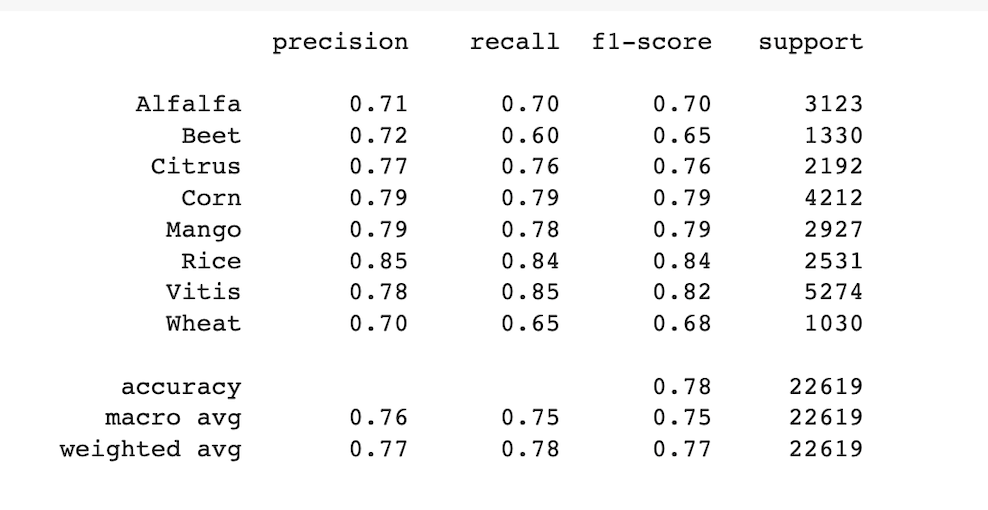 precision recall f1-score support
Alfalfa 0.71 0.70 0.70 3123
Beet 0.72 0.60 0.65 1330
Citrus 0.77 0.76 0.76 2192
Corn 0.79 0.79 0.79 4212
Mango 0.79 0.78 0.79 2927
Rice 0.85 0.84 0.84 2531
Vitis 0.78 0.85 0.82 5274
Wheat 0.70 0.65 0.68 1030
accuracy 0.78 22619
macro avg 0.76 0.75 0.75 22619
weighted avg 0.77 0.78 0.77 22619